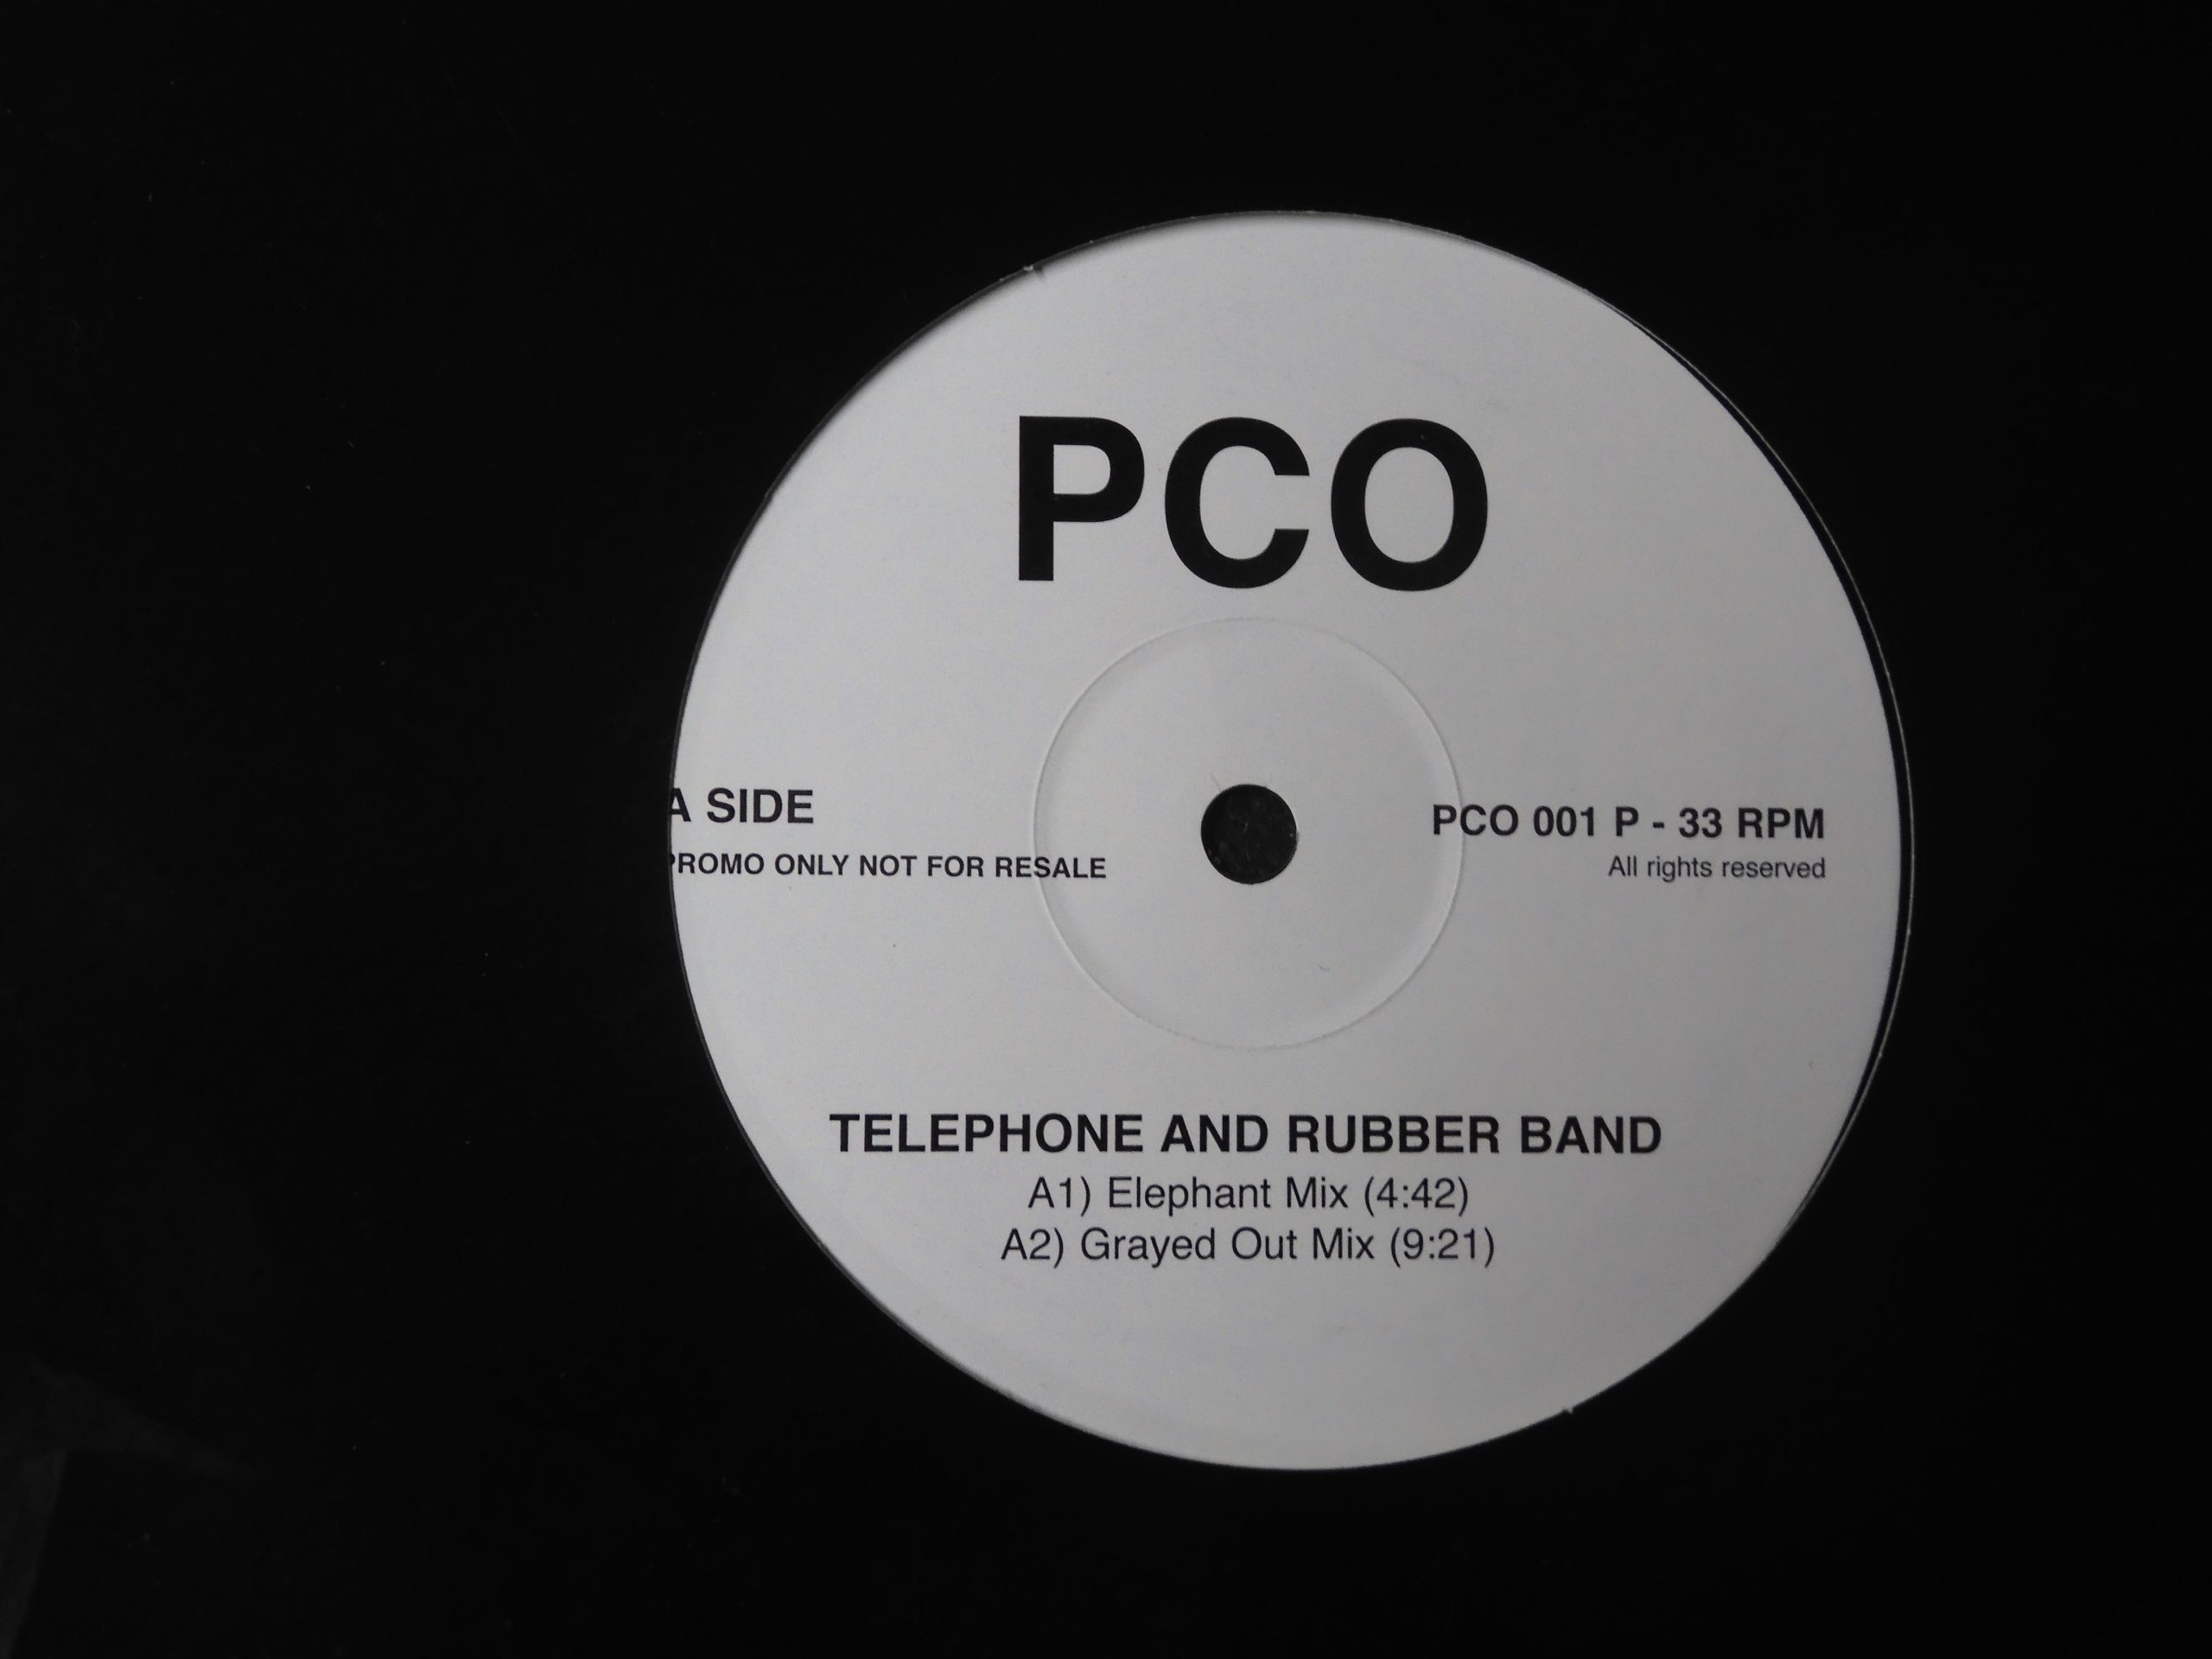 PCO
A SIDE
PROMO ONLY NOT FOR RESALE
PCO 001 P - 33 RPM
All rights reserved
TELEPHONE AND RUBBER BAND
A1) Elephant Mix (4:42)
A2) Grayed Out Mix (9:21)